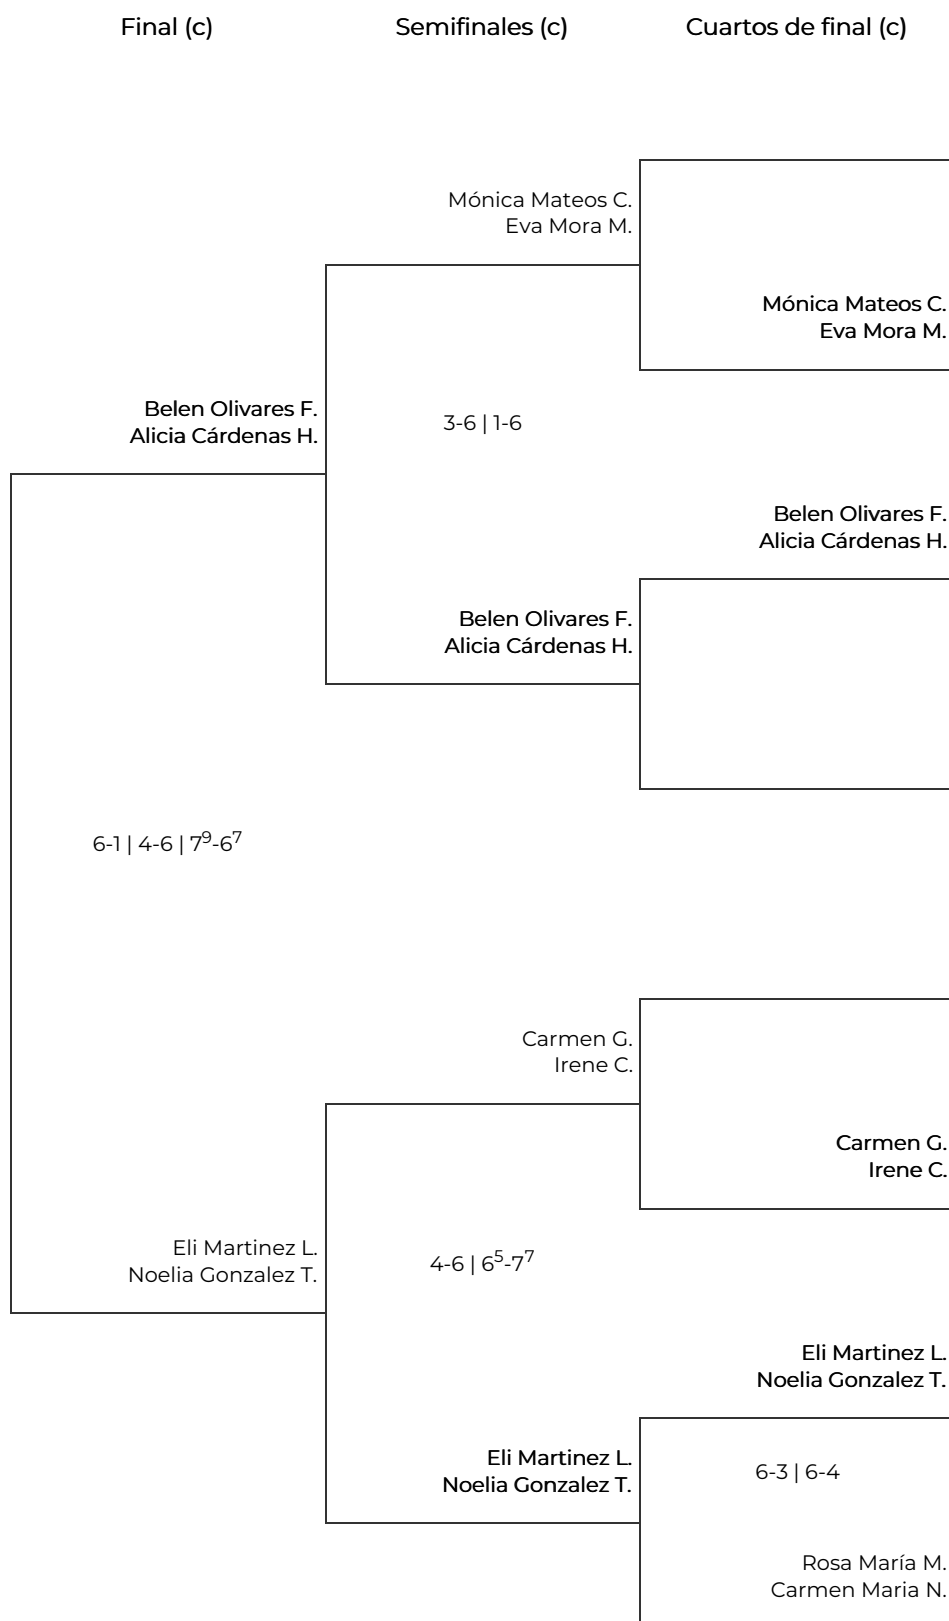 Final (c)
Semifinales (c)
Cuartos de final (c)
Mónica Mateos C.
Eva Mora M.
Mónica Mateos C.
Eva Mora M.
Belen Olivares F.
Alicia Cárdenas H.
3-6 | 1-6
Belen Olivares F.
Alicia Cárdenas H.
Belen Olivares F.
Alicia Cárdenas H.
6-1 | 4-6 | 7⁹-6⁷
Carmen G.
Irene C.
Carmen G.
Irene C.
Eli Martinez L.
Noelia Gonzalez T.
4-6 | 6⁵-7⁷
Eli Martinez L.
Noelia Gonzalez T.
Eli Martinez L.
Noelia Gonzalez T.
6-3 | 6-4
Rosa María M.
Carmen Maria N.